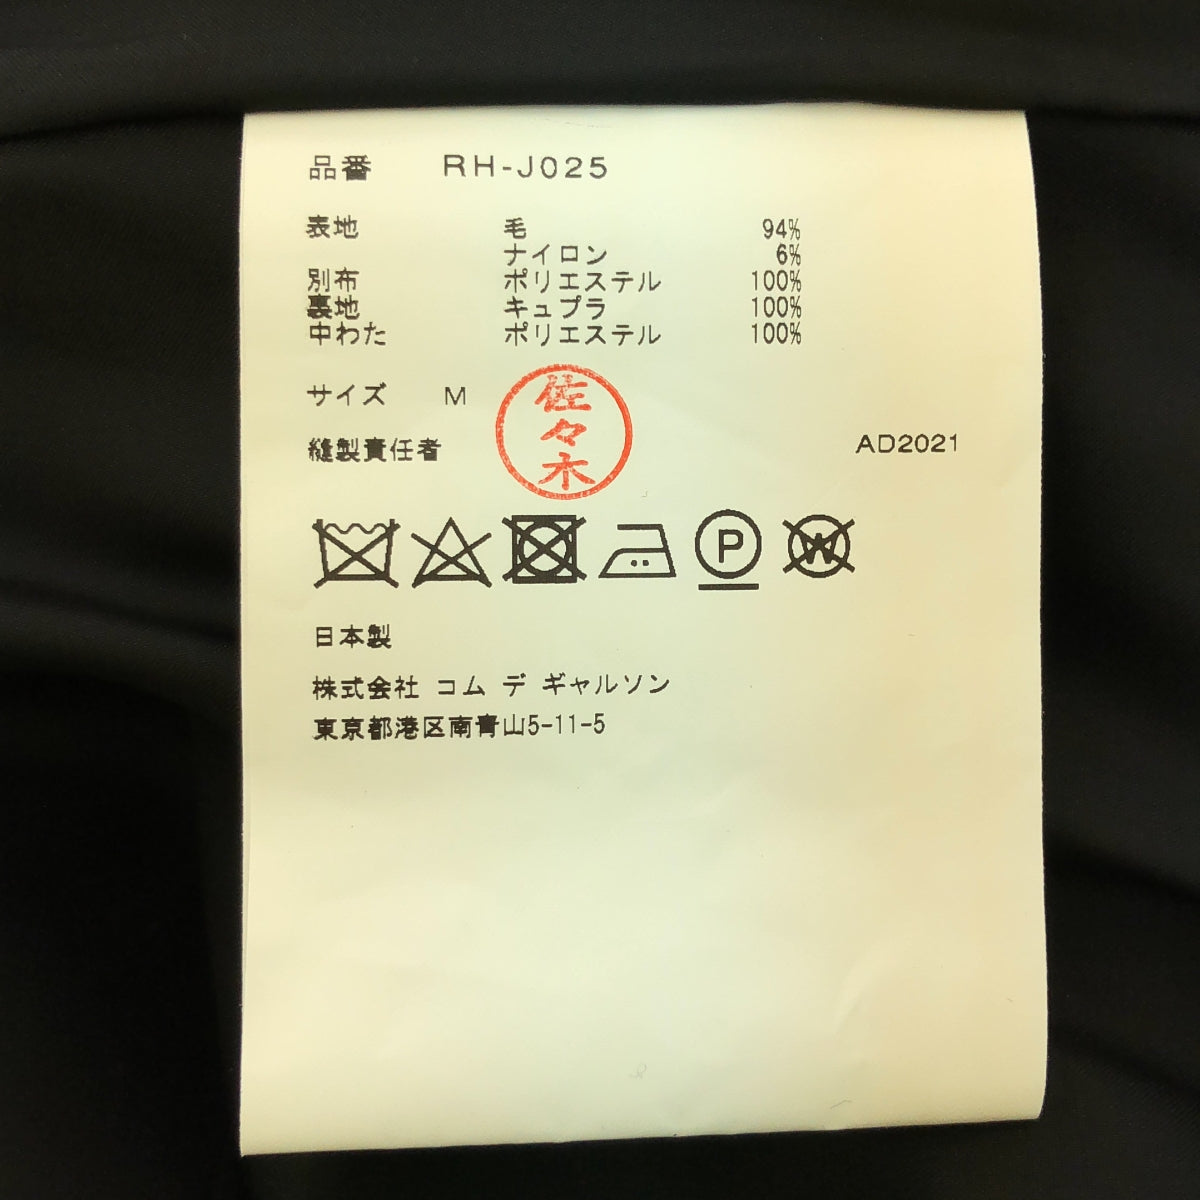 品番 RH-J025
表地 毛 94%
ナイロン 6%
別布 ポリエステル 100%
裏地 キュプラ 100%
中わた ポリエステル 100%
サイズ M
佐々木
縫製責任者 AD2021
P W
日本製
株式会社 コム デ ギャルソン
東京都港区南青山5-11-5